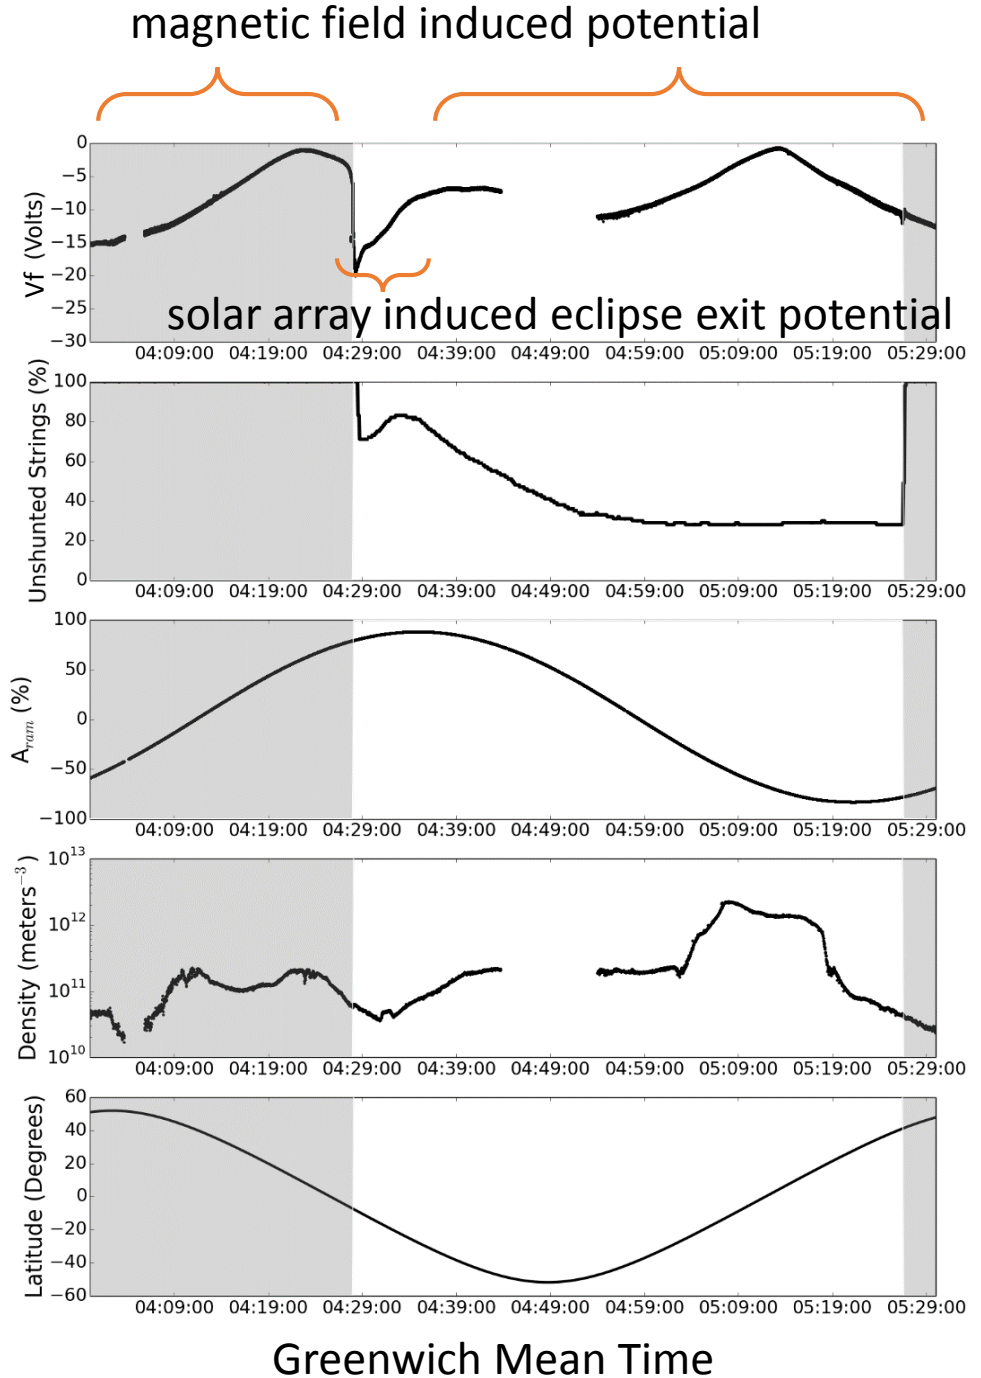 magnetic field induced potential
0
−5
−10
−15
−20
−25
−30
Vf (Volts)
solar array induced eclipse exit potential
04:09:00 04:19:00 04:29:00 04:39:00 04:49:00 04:59:00 05:09:00 05:19:00 05:29:00
100
80
60
40
20
0
Unshunted Strings (%)
04:09:00 04:19:00 04:29:00 04:39:00 04:49:00 04:59:00 05:09:00 05:19:00 05:29:00
100
50
0
−50
−100
A_ram (%)
04:09:00 04:19:00 04:29:00 04:39:00 04:49:00 04:59:00 05:09:00 05:19:00 05:29:00
10¹³
10¹²
10¹¹
10¹⁰
Density (meters⁻³)
04:09:00 04:19:00 04:29:00 04:39:00 04:49:00 04:59:00 05:09:00 05:19:00 05:29:00
60
40
20
0
−20
−40
−60
Latitude (Degrees)
04:09:00 04:19:00 04:29:00 04:39:00 04:49:00 04:59:00 05:09:00 05:19:00 05:29:00
Greenwich Mean Time